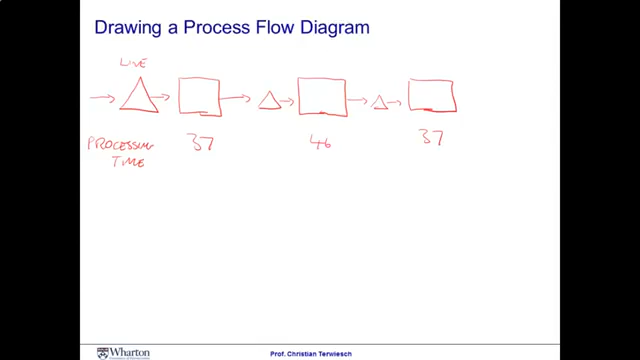 Drawing a Process Flow Diagram
LINE
PROCESSING
TIME
37
46
37
Wharton
Prof. Christian Terwiesch